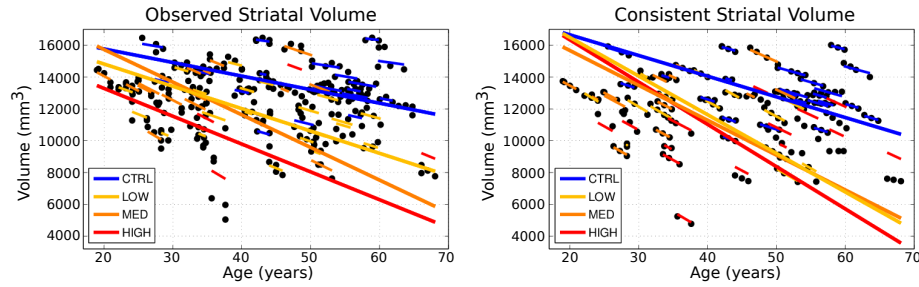 Observed Striatal Volume
Volume (mm³)
16000
14000
12000
10000
8000
6000
4000
CTRL
LOW
MED
HIGH
20 30 40 50 60 70
Age (years)
Consistent Striatal Volume
Volume (mm³)
16000
14000
12000
10000
8000
6000
4000
CTRL
LOW
MED
HIGH
20 30 40 50 60 70
Age (years)